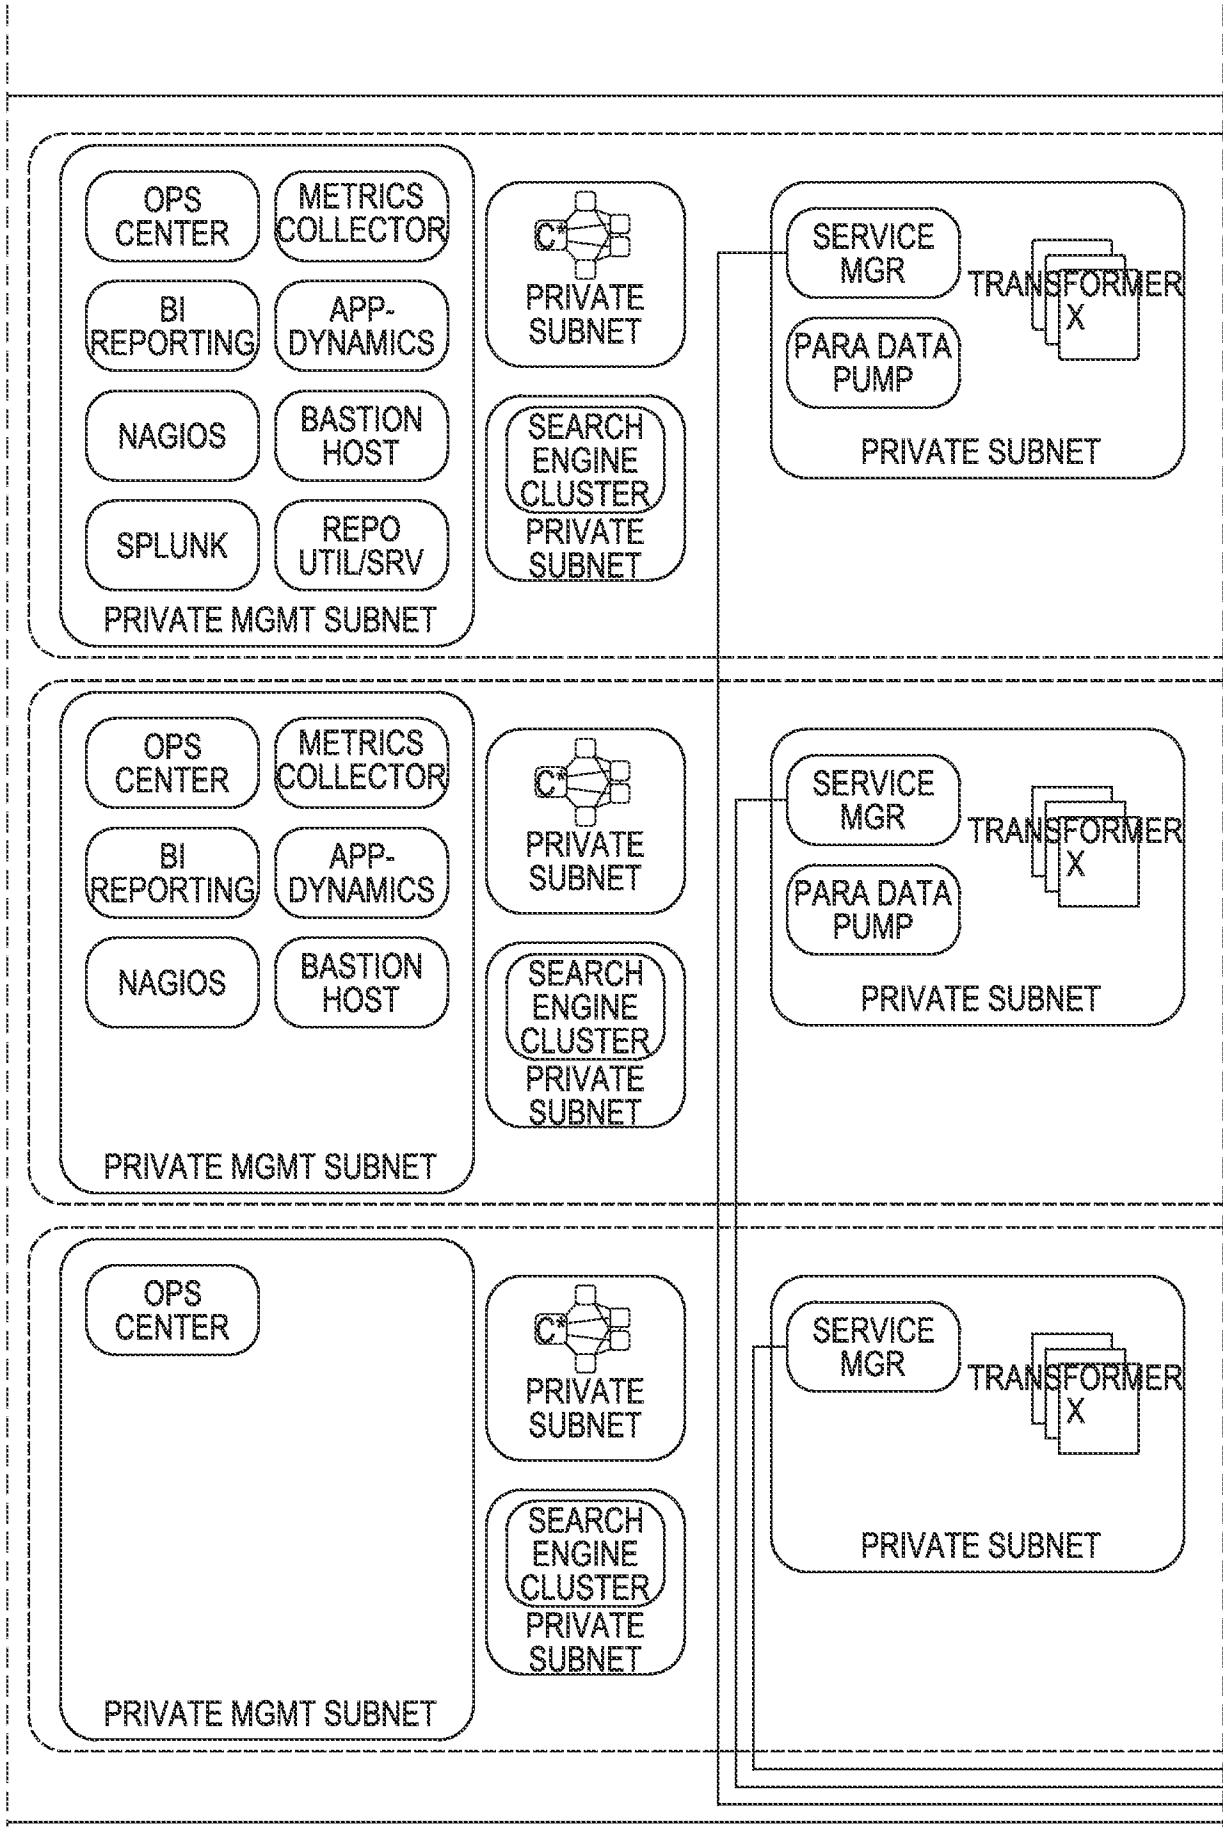 OPS
CENTER
METRICS
COLLECTOR
BI
REPORTING
APP-
DYNAMICS
NAGIOS
BASTION
HOST
SPLUNK
REPO
UTIL/SRV
PRIVATE MGMT SUBNET
C*
PRIVATE
SUBNET
SEARCH
ENGINE
CLUSTER
PRIVATE
SUBNET
SERVICE
MGR
TRANSFORMER
X
PARA DATA
PUMP
PRIVATE SUBNET
OPS
CENTER
METRICS
COLLECTOR
BI
REPORTING
APP-
DYNAMICS
NAGIOS
BASTION
HOST
PRIVATE MGMT SUBNET
C*
PRIVATE
SUBNET
SEARCH
ENGINE
CLUSTER
PRIVATE
SUBNET
SERVICE
MGR
TRANSFORMER
X
PARA DATA
PUMP
PRIVATE SUBNET
OPS
CENTER
PRIVATE MGMT SUBNET
C*
PRIVATE
SUBNET
SEARCH
ENGINE
CLUSTER
PRIVATE
SUBNET
SERVICE
MGR
TRANSFORMER
X
PRIVATE SUBNET